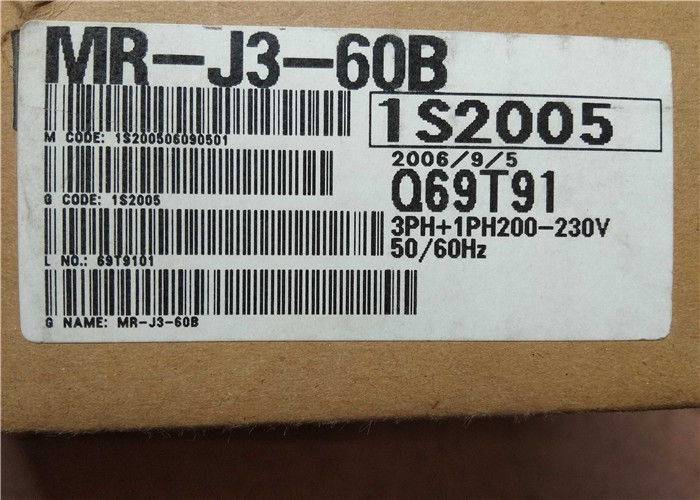 MR-J3-60B
M CODE: 1S200506090501
1S2005
2006/9/5
G CODE: 1S2005
Q69T91
3PH+1PH200-230V
50/60Hz
L NO.: 69T9101
G NAME: MR-J3-60B